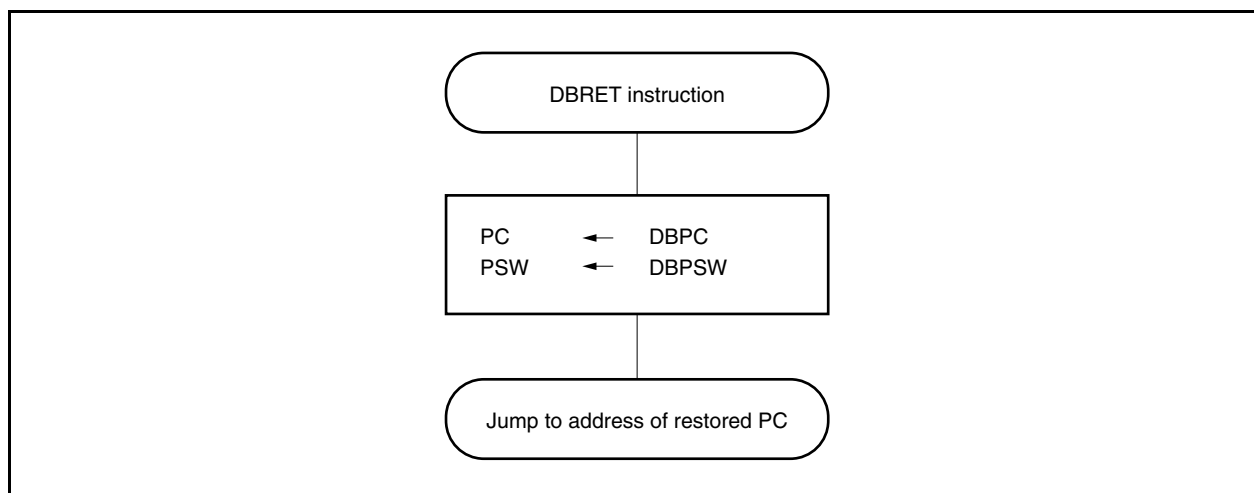 DBRET instruction
PC ← DBPC
PSW ← DBPSW
Jump to address of restored PC